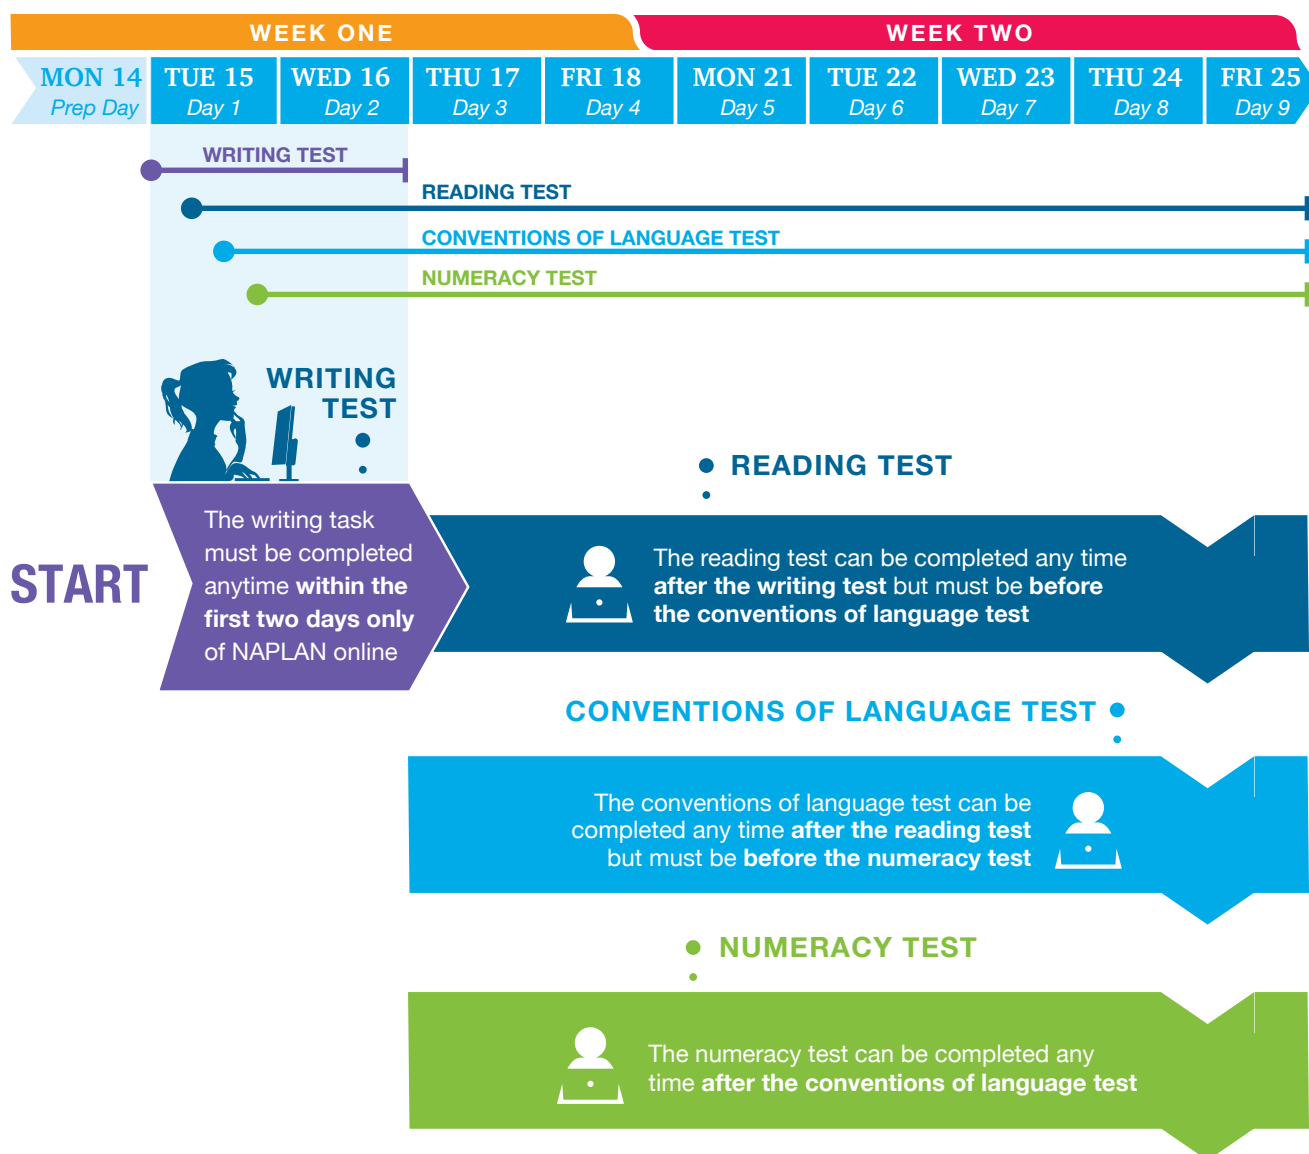 WEEK ONE
WEEK TWO
MON 14 TUE 15 WED 16 THU 17 FRI 18 MON 21 TUE 22 WED 23 THU 24 FRI 25
Prep Day Day 1 Day 2 Day 3 Day 4 Day 5 Day 6 Day 7 Day 8 Day 9
WRITING TEST
READING TEST
CONVENTIONS OF LANGUAGE TEST
NUMERACY TEST
WRITING
TEST
START
The writing task
must be completed
anytime within the
first two days only
of NAPLAN online
READING TEST
The reading test can be completed any time
after the writing test but must be before
the conventions of language test
CONVENTIONS OF LANGUAGE TEST
The conventions of language test can be
completed any time after the reading test
but must be before the numeracy test
NUMERACY TEST
The numeracy test can be completed any
time after the conventions of language test